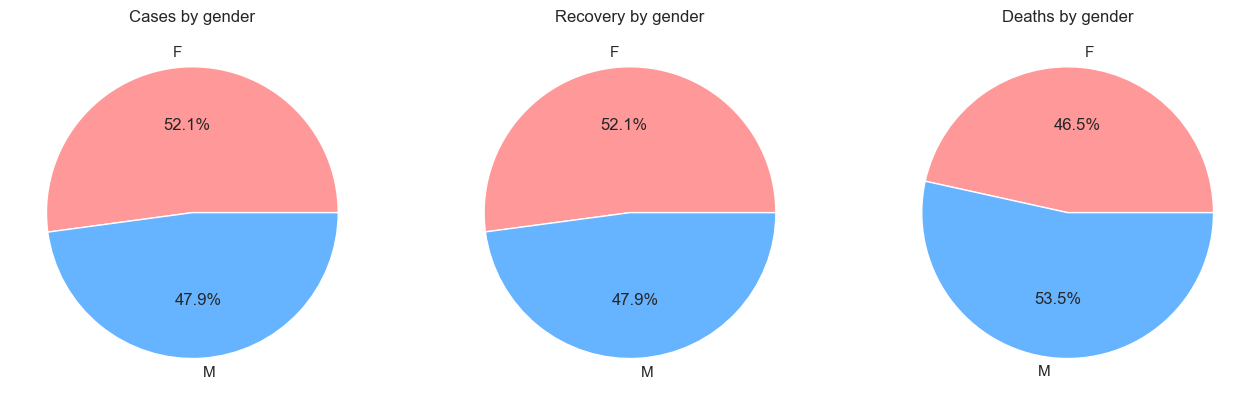 Cases by gender
F
52.1%
47.9%
M
Recovery by gender
F
52.1%
47.9%
M
Deaths by gender
F
46.5%
53.5%
M